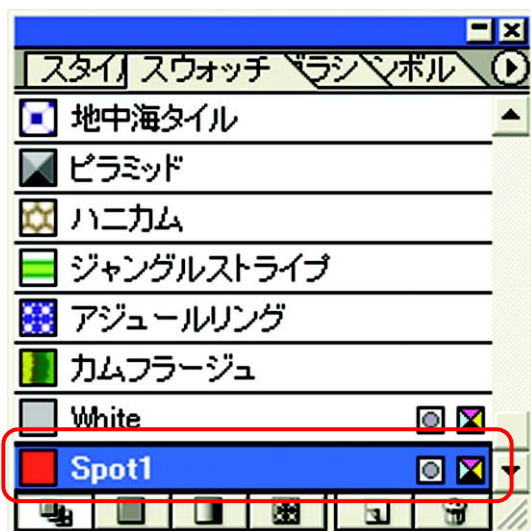 スタイ スウォッチ ブラシ ンボル
地中海タイル
ピラミッド
ハニカム
ジャングルストライプ
アジュールリング
カムフラージュ
White
Spot1